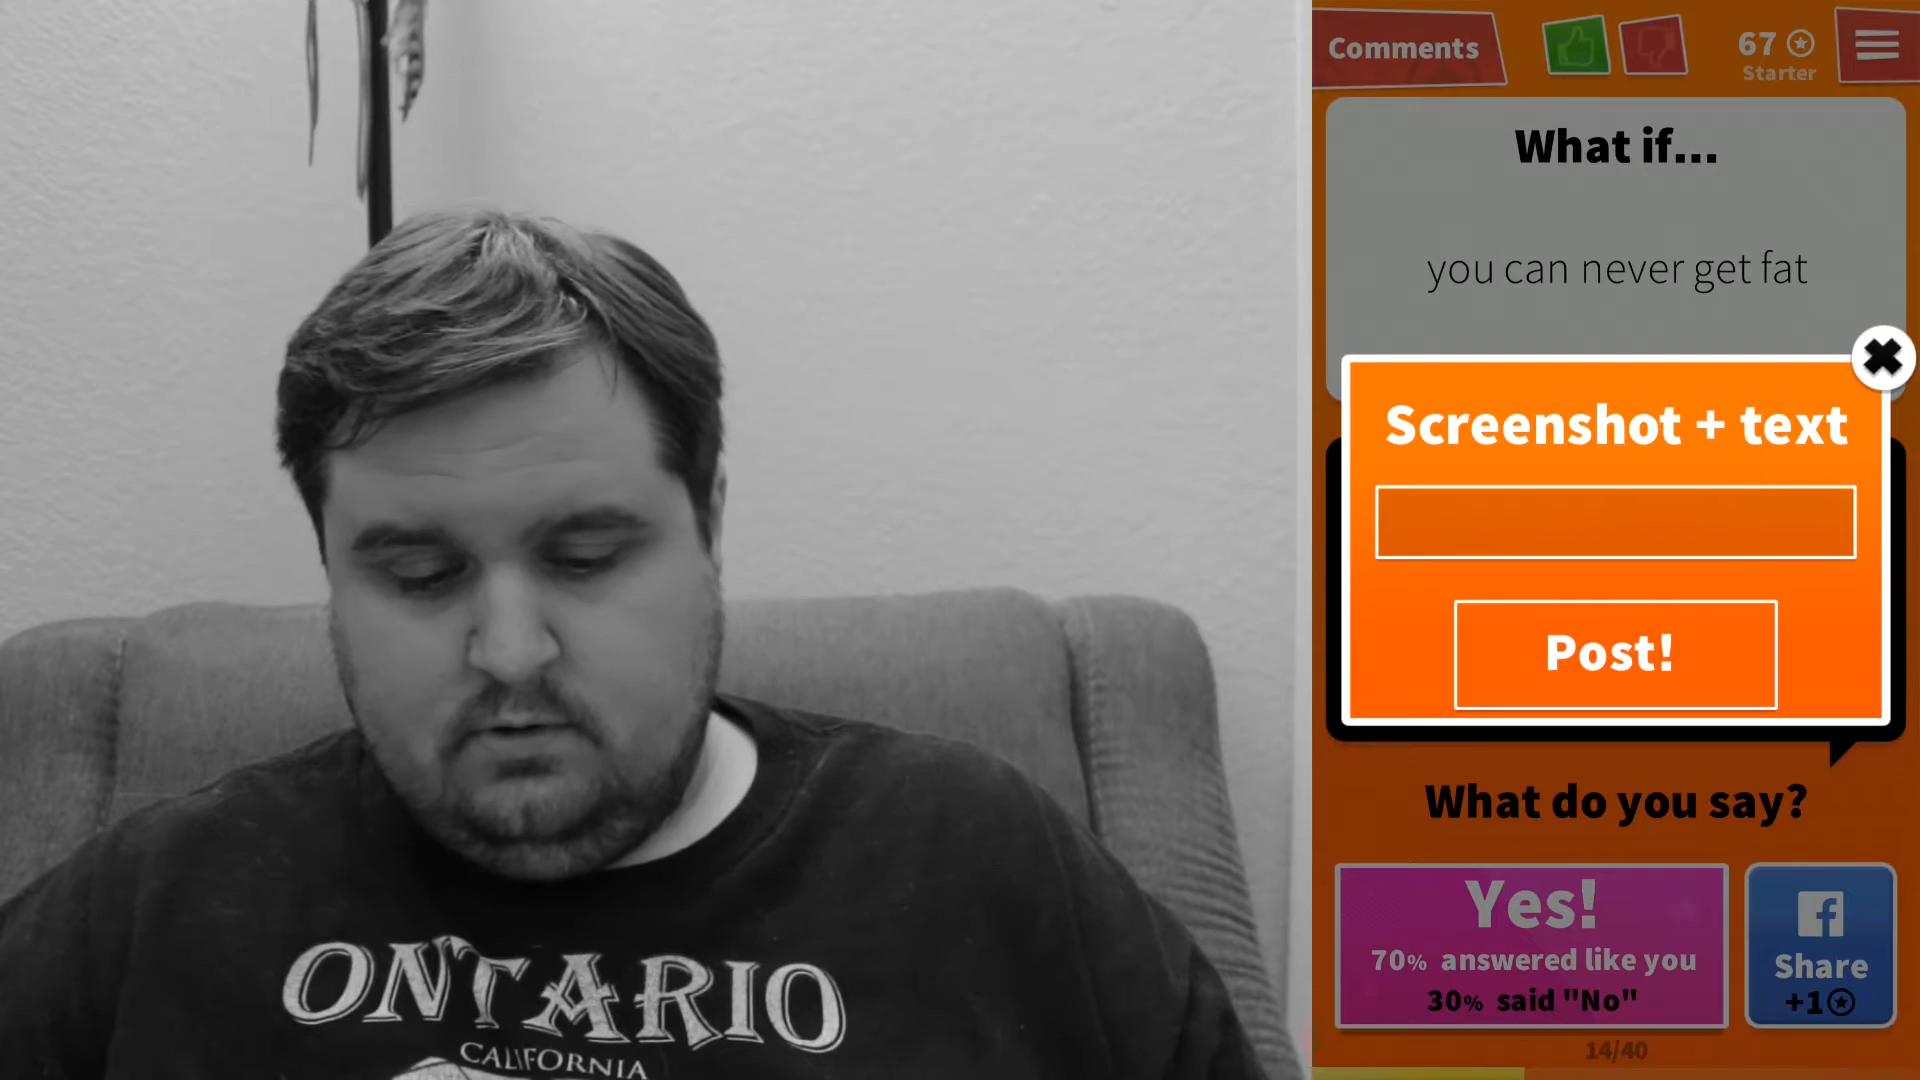 ONTARIO
CALIFORNIA
Comments
67
Starter
What if...
you can never get fat
Screenshot + text
Post!
What do you say?
Yes!
70% answered like you
30% said "No"
Share
+1
14/40